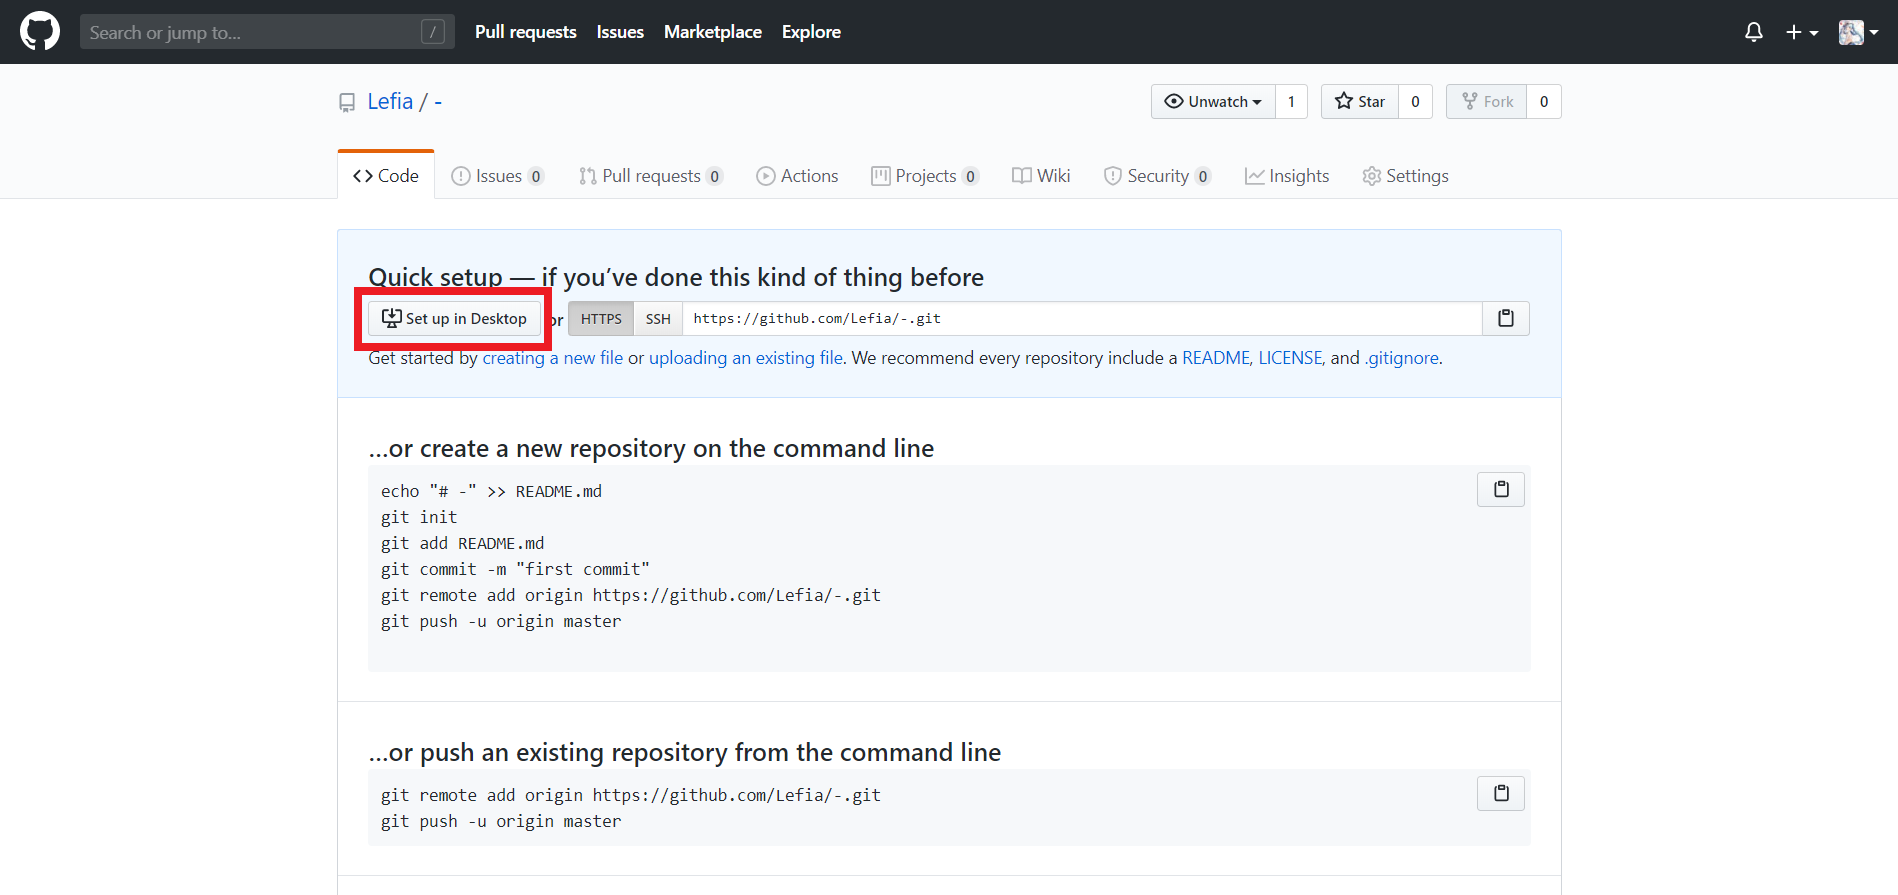 Search or jump to... / Pull requests Issues Marketplace Explore
Lefia / - Unwatch 1 Star 0 Fork 0
Code Issues 0 Pull requests 0 Actions Projects 0 Wiki Security 0 Insights Settings
Quick setup — if you’ve done this kind of thing before
Set up in Desktop or HTTPS SSH https://github.com/Lefia/-.git
Get started by creating a new file or uploading an existing file. We recommend every repository include a README, LICENSE, and .gitignore.
…or create a new repository on the command line
echo "# -" >> README.md
git init
git add README.md
git commit -m "first commit"
git remote add origin https://github.com/Lefia/-.git
git push -u origin master
…or push an existing repository from the command line
git remote add origin https://github.com/Lefia/-.git
git push -u origin master